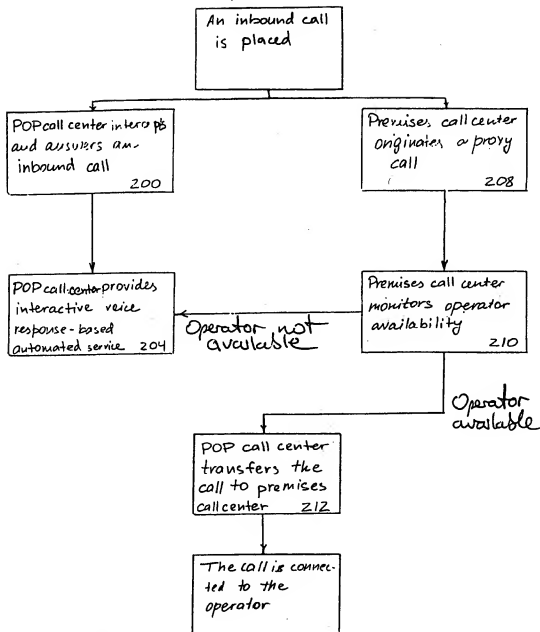 An inbound call
is placed
POP call center intercepts
and answers an
inbound call
200
Premises call center
originates a proxy
call
208
POP call center provides
interactive voice
response-based
automated service 204
Operator not
available
Premises call center
monitors operator
availability
210
Operator
available
POP call center
transfers the
call to premises
call center 212
The call is connec-
ted to the
operator